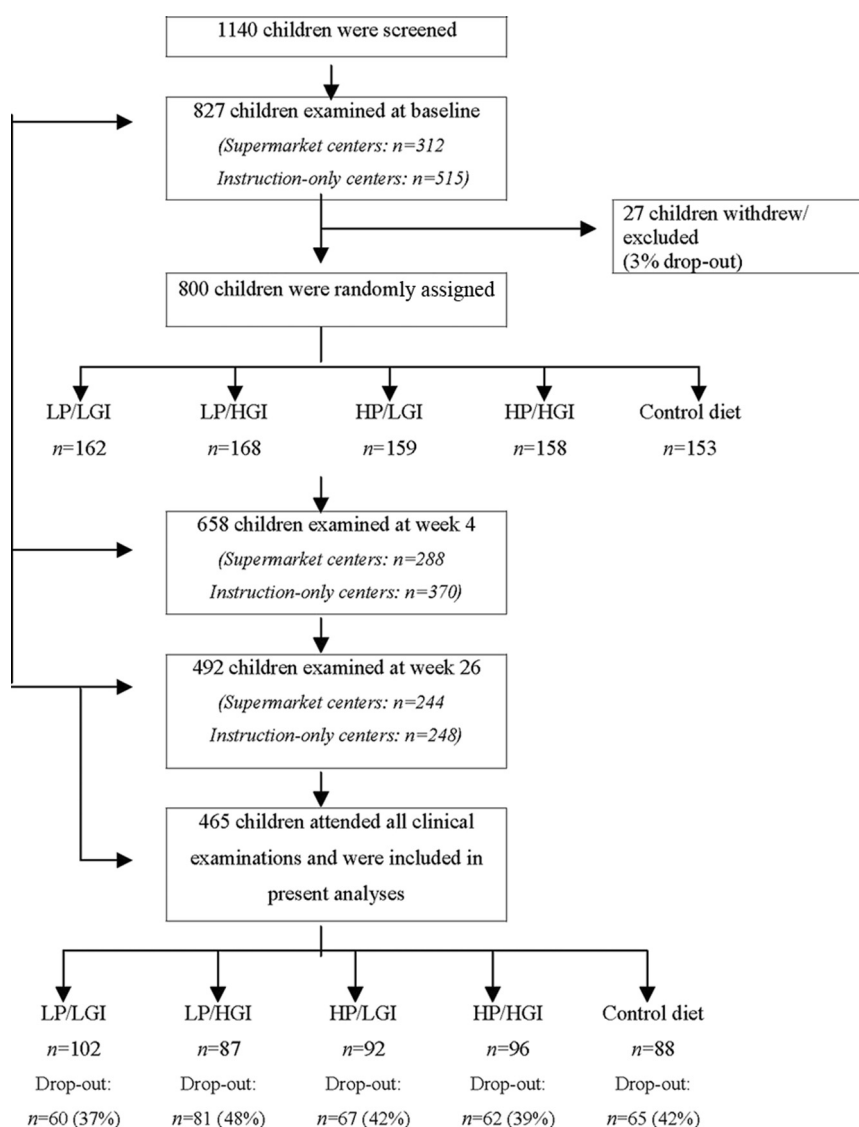 1140 children were screened
827 children examined at baseline
(Supermarket centers: n=312
Instruction-only centers: n=515)
27 children withdrew/
excluded
(3% drop-out)
800 children were randomly assigned
LP/LGI LP/HGI HP/LGI HP/HGI Control diet
n=162 n=168 n=159 n=158 n=153
658 children examined at week 4
(Supermarket centers: n=288
Instruction-only centers: n=370)
492 children examined at week 26
(Supermarket centers: n=244
Instruction-only centers: n=248)
465 children attended all clinical
examinations and were included in
present analyses
LP/LGI LP/HGI HP/LGI HP/HGI Control diet
n=102 n=87 n=92 n=96 n=88
Drop-out: Drop-out: Drop-out: Drop-out: Drop-out:
n=60 (37%) n=81 (48%) n=67 (42%) n=62 (39%) n=65 (42%)